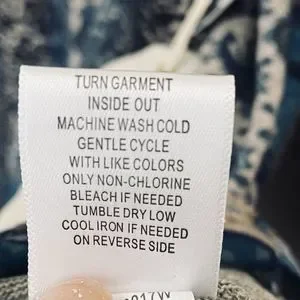 TURN GARMENT
INSIDE OUT
MACHINE WASH COLD
GENTLE CYCLE
WITH LIKE COLORS
ONLY NON-CHLORINE
BLEACH IF NEEDED
TUMBLE DRY LOW
COOL IRON IF NEEDED
ON REVERSE SIDE